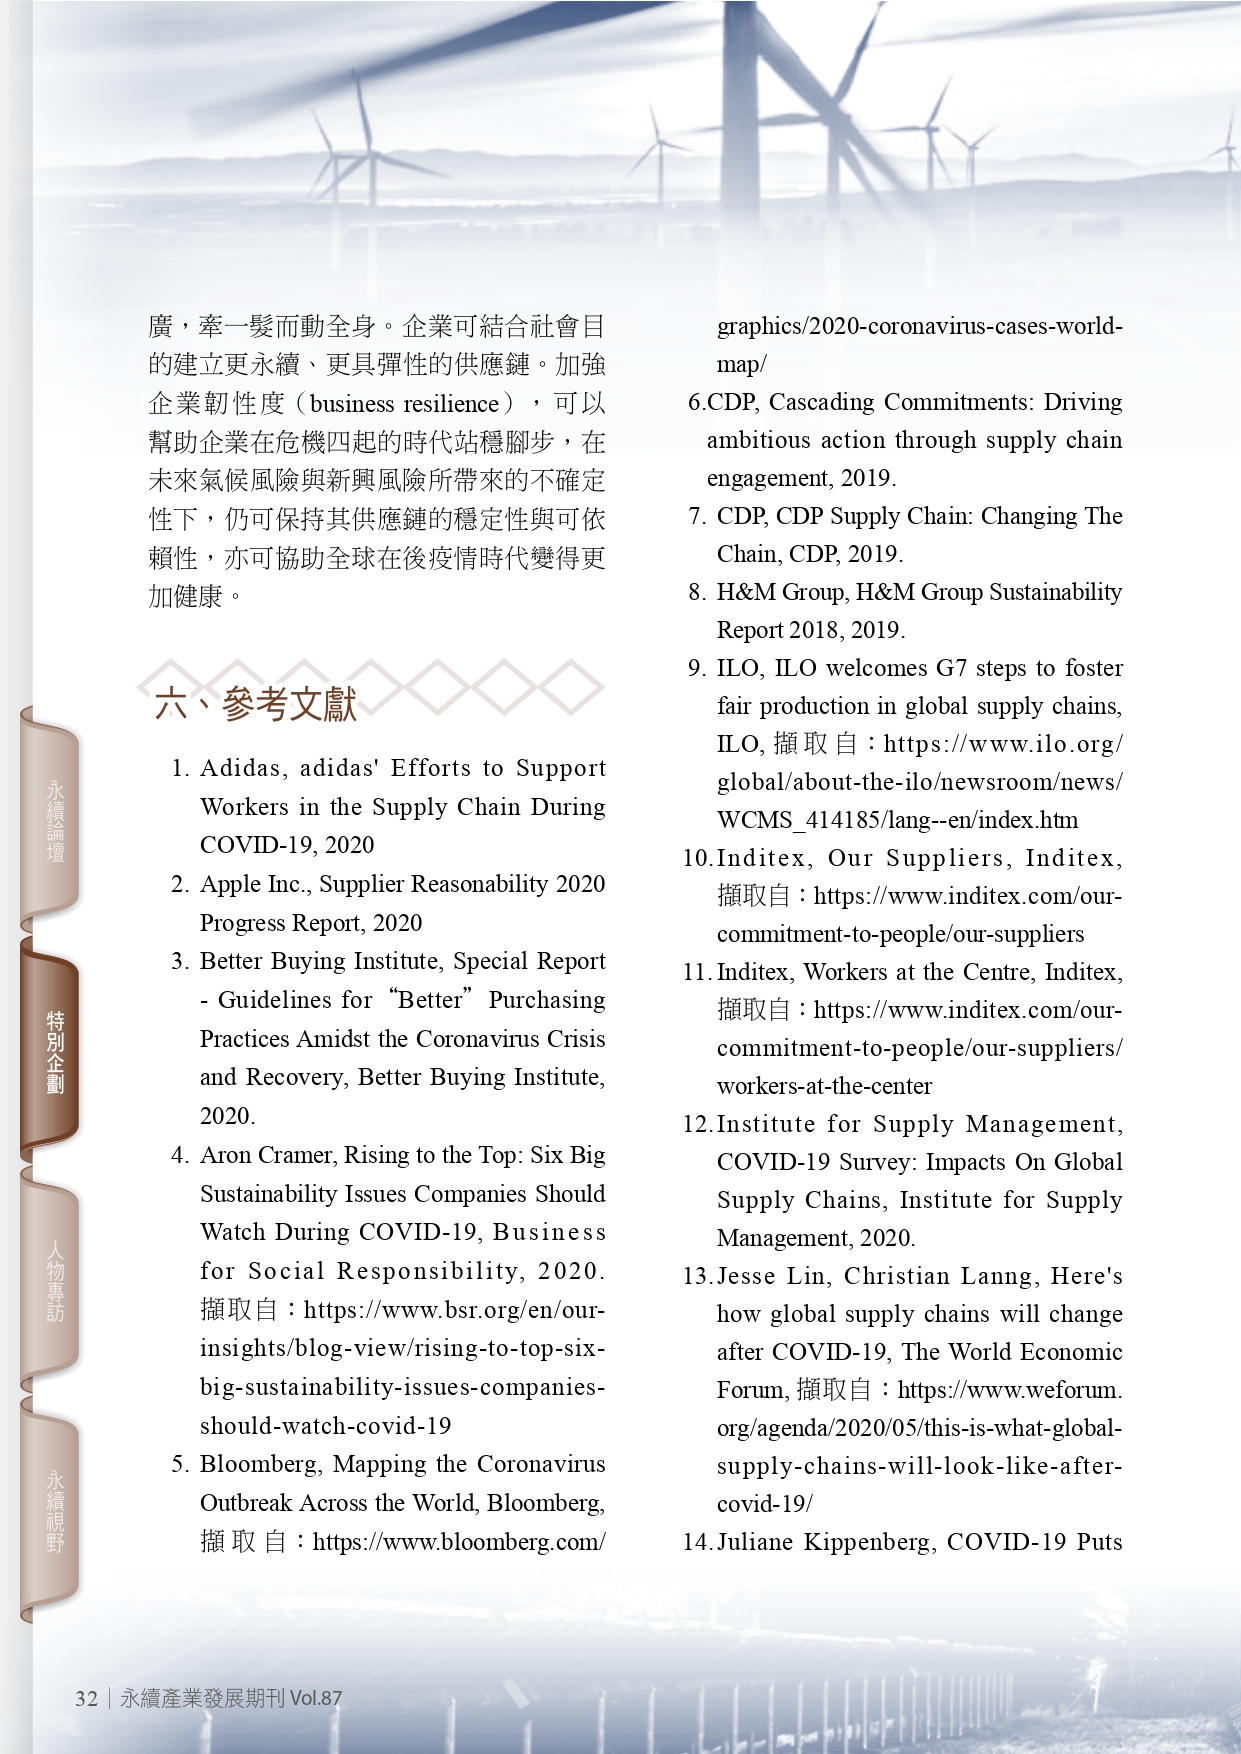 廣，牽一髮而動全身。企業可結合社會目
的建立更永續、更具彈性的供應鏈。加強
企業韌性度（business resilience），可以
幫助企業在危機四起的時代站穩腳步，在
未來氣候風險與新興風險所帶來的不確定
性下，仍可保持其供應鏈的穩定性與可依
賴性，亦可協助全球在後疫情時代變得更
加健康。
六、參考文獻
1. Adidas, adidas' Efforts to Support
Workers in the Supply Chain During
COVID-19, 2020
2. Apple Inc., Supplier Reasonability 2020
Progress Report, 2020
3. Better Buying Institute, Special Report
- Guidelines for “Better” Purchasing
Practices Amidst the Coronavirus Crisis
and Recovery, Better Buying Institute,
2020.
4. Aron Cramer, Rising to the Top: Six Big
Sustainability Issues Companies Should
Watch During COVID-19, Business
for Social Responsibility, 2020.
擷取自：https://www.bsr.org/en/our-
insights/blog-view/rising-to-top-six-
big-sustainability-issues-companies-
should-watch-covid-19
5. Bloomberg, Mapping the Coronavirus
Outbreak Across the World, Bloomberg,
擷取自：https://www.bloomberg.com/
graphics/2020-coronavirus-cases-world-
map/
6.CDP, Cascading Commitments: Driving
ambitious action through supply chain
engagement, 2019.
7. CDP, CDP Supply Chain: Changing The
Chain, CDP, 2019.
8. H&M Group, H&M Group Sustainability
Report 2018, 2019.
9. ILO, ILO welcomes G7 steps to foster
fair production in global supply chains,
ILO, 擷取自：https://www.ilo.org/
global/about-the-ilo/newsroom/news/
WCMS_414185/lang--en/index.htm
10. Inditex, Our Suppliers, Inditex,
擷取自：https://www.inditex.com/our-
commitment-to-people/our-suppliers
11. Inditex, Workers at the Centre, Inditex,
擷取自：https://www.inditex.com/our-
commitment-to-people/our-suppliers/
workers-at-the-center
12. Institute for Supply Management,
COVID-19 Survey: Impacts On Global
Supply Chains, Institute for Supply
Management, 2020.
13. Jesse Lin, Christian Lanng, Here's
how global supply chains will change
after COVID-19, The World Economic
Forum, 擷取自：https://www.weforum.
org/agenda/2020/05/this-is-what-global-
supply-chains-will-look-like-after-
covid-19/
14. Juliane Kippenberg, COVID-19 Puts
永續論壇
特別企劃
人物專訪
永續視野
32 | 永續產業發展期刊 Vol.87